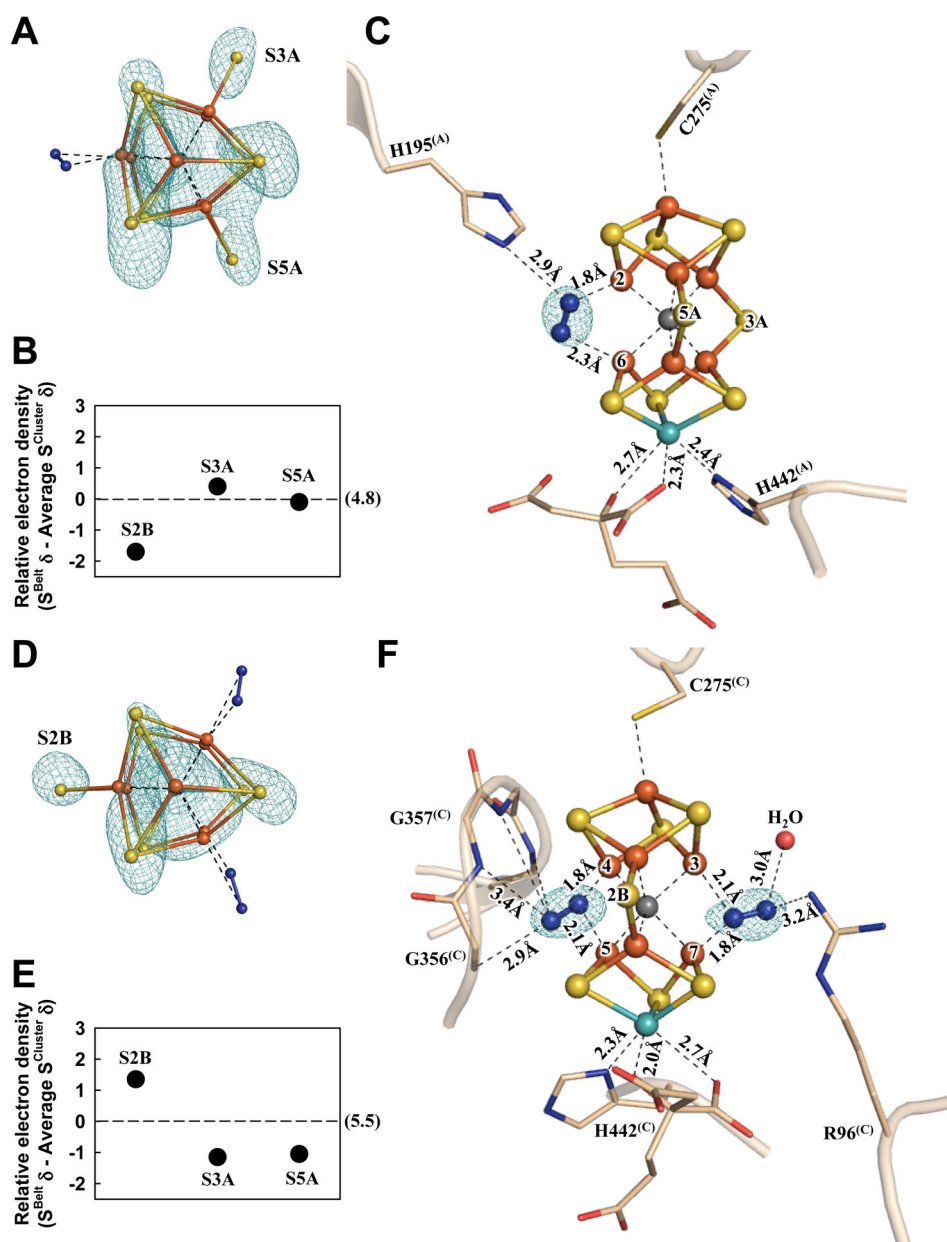 A
S3A
S5A
B
Relative electron density
(S^Belt δ - Average S^Cluster δ)
3
2
1
0
-1
-2
S2B
S3A
S5A
(4.8)
C
C275(A)
H195(A)
2.9Å
1.8Å
2
5A
3A
2.3Å
6
2.7Å
2.3Å
2.4Å
H442(A)
D
S2B
E
Relative electron density
(S^Belt δ - Average S^Cluster δ)
3
2
1
0
-1
-2
S2B
S3A
S5A
(5.5)
F
C275(C)
G357(C)
H2O
4
3
1.8Å
2B
2.1Å
3.0Å
3.4Å
2.1Å
3.2Å
2.9Å
5
7
1.8Å
G356(C)
2.3Å
2.0Å
2.7Å
H442(C)
R96(C)